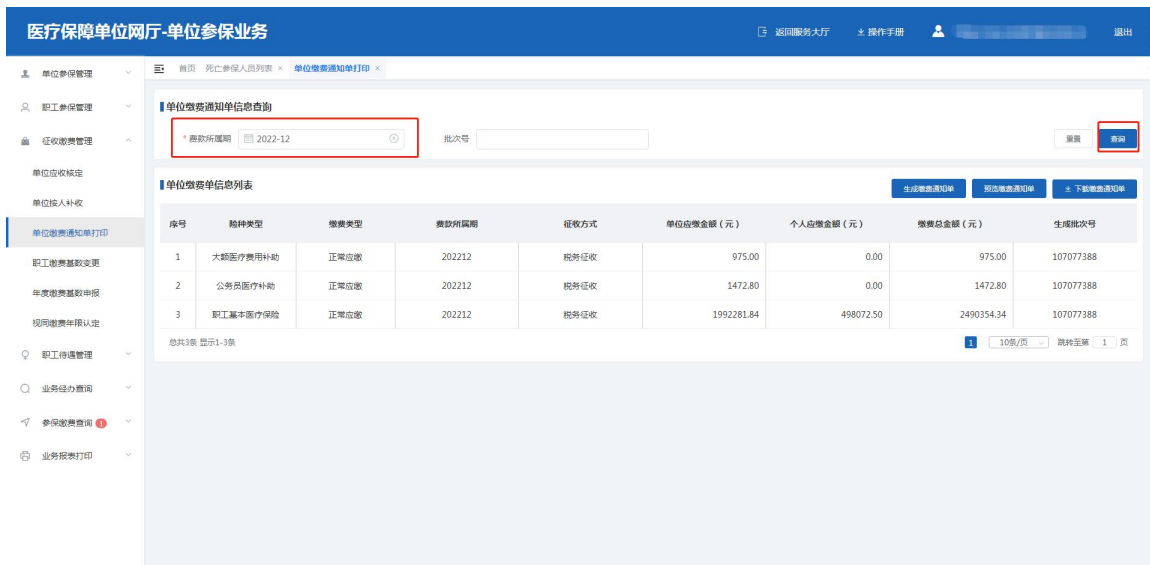 医疗保障单位网厅-单位参保业务
返回服务大厅 操作手册 退出
单位参保管理
职工参保管理
征收缴费管理
单位应收核定
单位按人补收
单位缴费通知单打印
职工缴费基数变更
年度缴费基数申报
视同缴费年限认定
职工待遇管理
业务经办查询
参保缴费查询 1
业务报表打印
首页 死亡参保人员列表 × 单位缴费通知单打印 ×
单位缴费通知单信息查询
* 费款所属期 2022-12 批次号 重置 查询
单位缴费单信息列表 生成缴费通知单 预览缴费通知单 下载缴费通知单
序号 险种类型 缴费类型 费款所属期 征收方式 单位应缴金额（元） 个人应缴金额（元） 缴费总金额（元） 生成批次号
1 大额医疗费用补助 正常应缴 202212 税务征收 975.00 0.00 975.00 107077388
2 公务员医疗补助 正常应缴 202212 税务征收 1472.80 0.00 1472.80 107077388
3 职工基本医疗保险 正常应缴 202212 税务征收 1992281.84 498072.50 2490354.34 107077388
总共3条 显示1-3条 1 10条/页 跳转至第 1 页